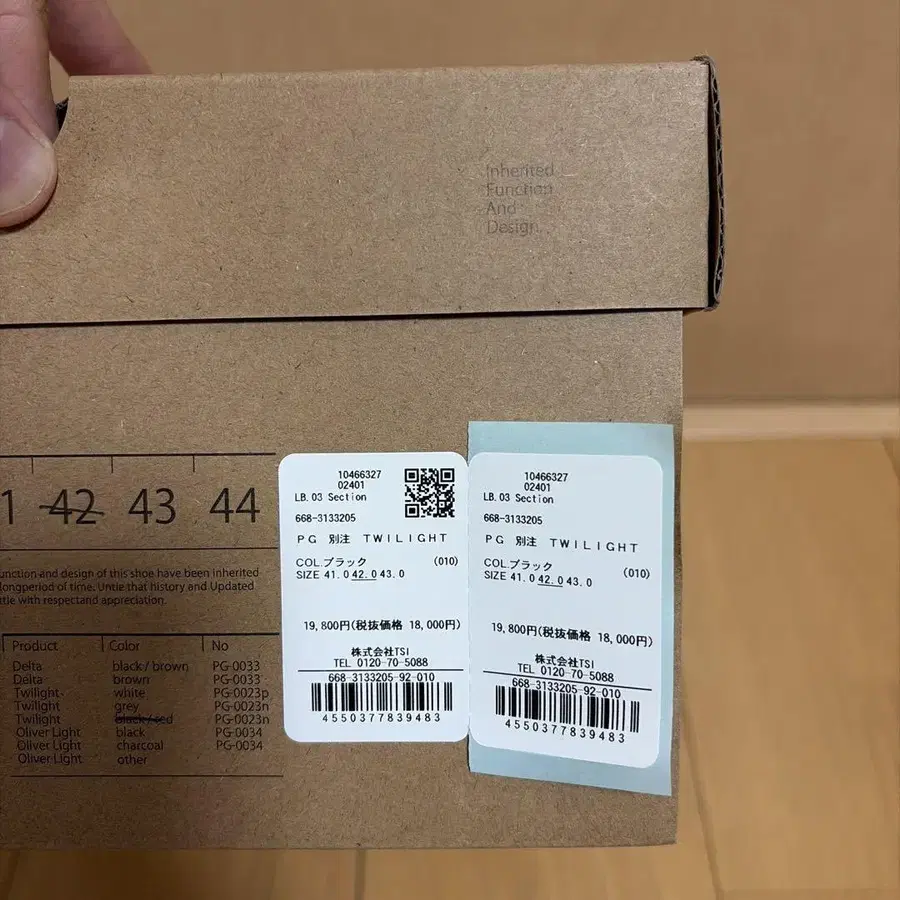 Inherited
Function
And
Design.
1 42 43 44
unction and design of this shoe have been inherited
longperiod of time. Untie that history and Updated
ttle with respectand appreciation.
Product Color No
Delta black / brown PG-0033
Delta brown PG-0033
Twilight white PG-0023p
Twilight grey PG-0023n
Twilight black / red PG-0023n
Oliver Light black PG-0034
Oliver Light charcoal PG-0034
Oliver Light other
10466327
02401
LB. 03 Section
668-3133205
PG 別注 TWILIGHT
COL.ブラック (010)
SIZE 41.0 42.0 43.0
19,800円(税抜価格 18,000円)
株式会社TSI
TEL 0120-70-5088
668-3133205-92-010
4550377839483
10466327
02401
LB. 03 Section
668-3133205
PG 別注 TWILIGHT
COL.ブラック (010)
SIZE 41.0 42.0 43.0
19,800円(税抜価格 18,000円)
株式会社TSI
TEL 0120-70-5088
668-3133205-92-010
4550377839483